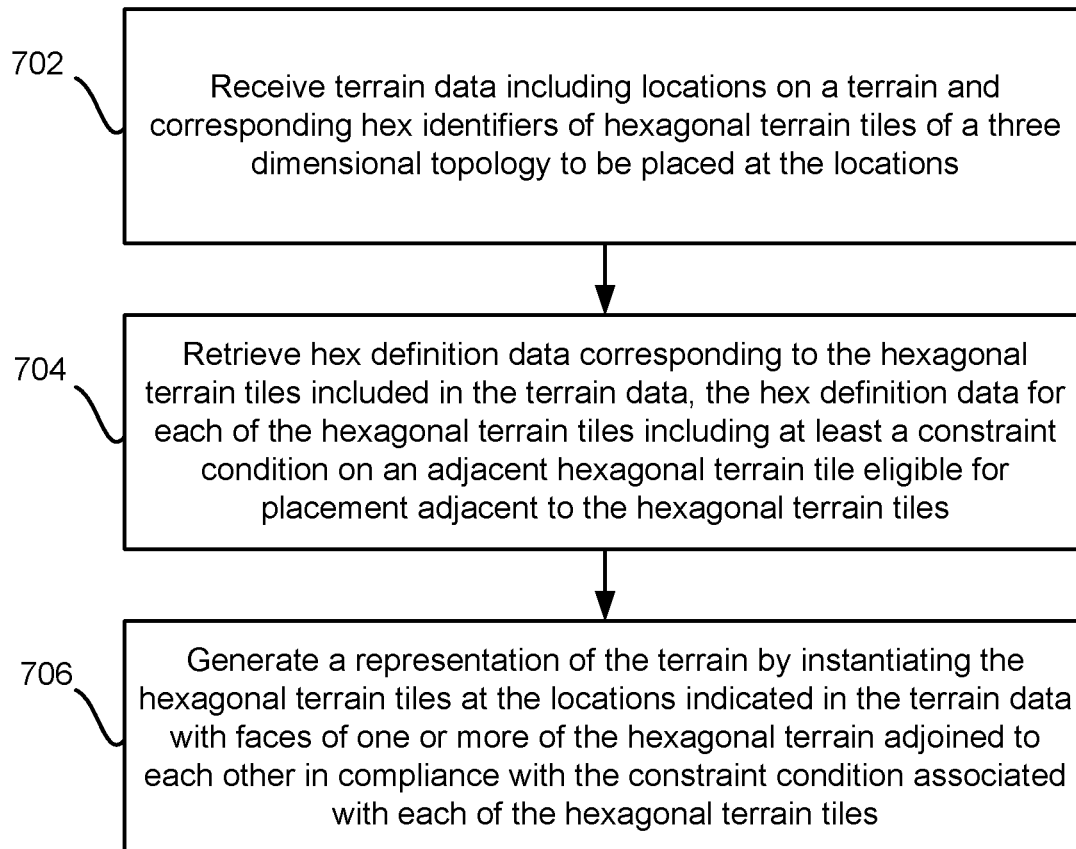 702
Receive terrain data including locations on a terrain and
corresponding hex identifiers of hexagonal terrain tiles of a three
dimensional topology to be placed at the locations
704
Retrieve hex definition data corresponding to the hexagonal
terrain tiles included in the terrain data, the hex definition data for
each of the hexagonal terrain tiles including at least a constraint
condition on an adjacent hexagonal terrain tile eligible for
placement adjacent to the hexagonal terrain tiles
706
Generate a representation of the terrain by instantiating the
hexagonal terrain tiles at the locations indicated in the terrain data
with faces of one or more of the hexagonal terrain adjoined to
each other in compliance with the constraint condition associated
with each of the hexagonal terrain tiles